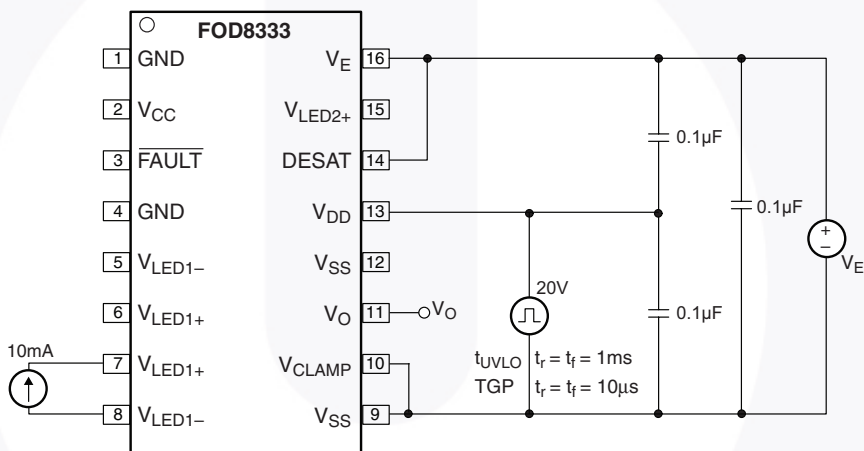 FOD8333
1 GND
2 VCC
3 FAULT
4 GND
5 VLED1–
6 VLED1+
7 VLED1+
8 VLED1–
10mA
VE 16
VLED2+ 15
DESAT 14
VDD 13
VSS 12
VO 11 VO
VCLAMP 10
VSS 9
0.1µF
0.1µF
0.1µF
+
–
VE
20V
tUVLO tr = tf = 1ms
TGP tr = tf = 10µs